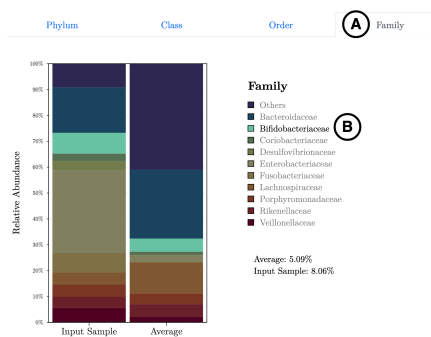 Phylum Class Order A Family
100%
90%
80%
70%
60%
50%
40%
30%
20%
10%
0%
Relative Abundance
Input Sample Average
Family
Others
Bacteroidaceae
Bifidobacteriaceae B
Coriobacteriaceae
Desulfovibrionaceae
Enterobacteriaceae
Fusobacteriaceae
Lachnospiraceae
Porphyromonadaceae
Rikenellaceae
Veillonellaceae
Average: 5.09%
Input Sample: 8.06%